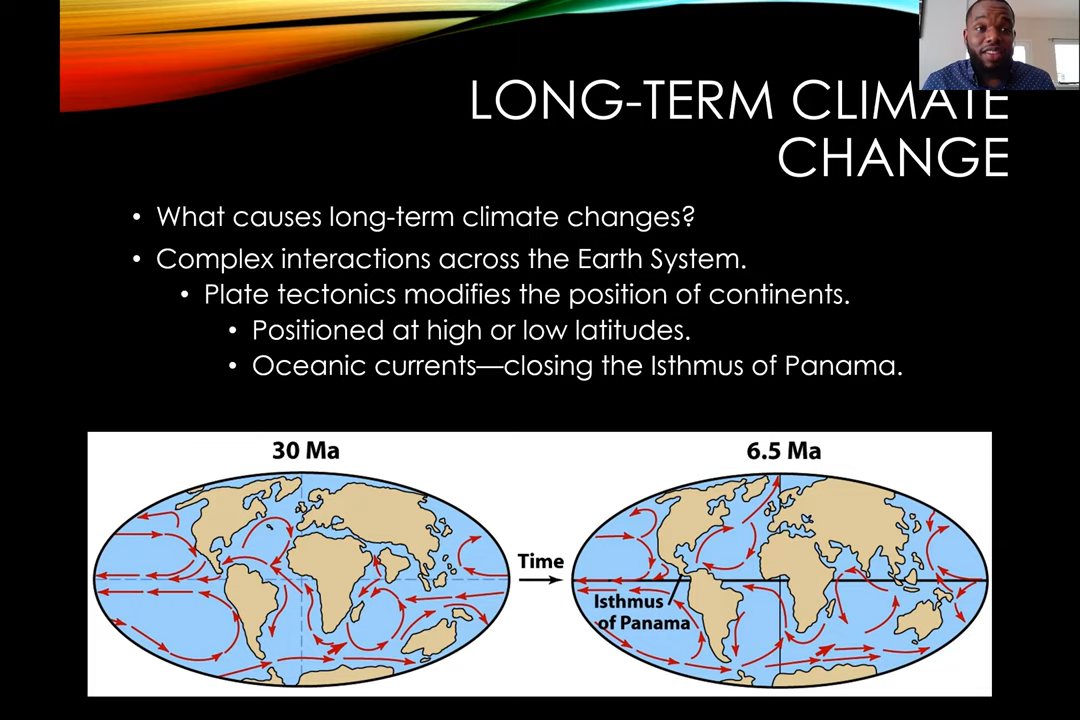 LONG-TERM CLIMATE
CHANGE
• What causes long-term climate changes?
• Complex interactions across the Earth System.
• Plate tectonics modifies the position of continents.
• Positioned at high or low latitudes.
• Oceanic currents—closing the Isthmus of Panama.
30 Ma
6.5 Ma
Time
Isthmus
of Panama